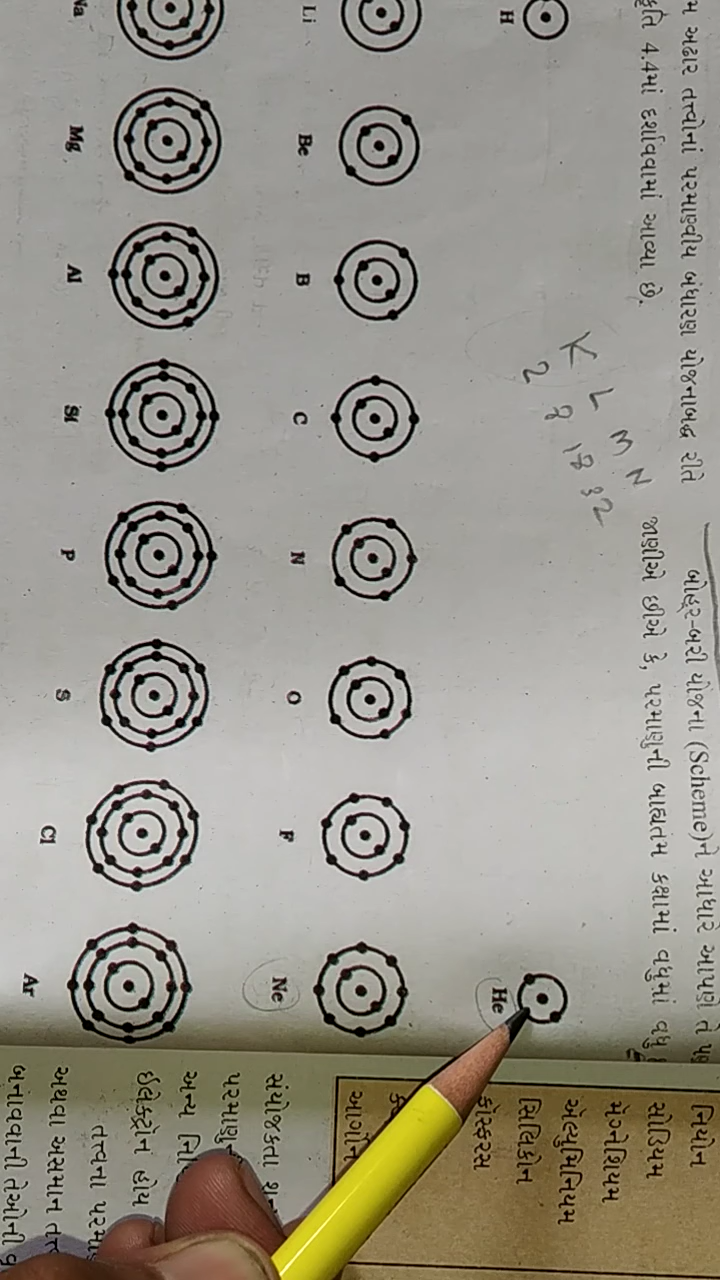 મ અઢાર તત્ત્વોનાં પરમાણ્વીય બંધારણ યોજનાબદ્ધ રીતે
કૃતિ 4.4માં દર્શાવવામાં આવ્યા છે.
બોહ્ર-બરી યોજના (Scheme)ને આધારે આપણે તે
જાણીએ છીએ કે, પરમાણુની બાહ્યતમ કક્ષામાં વધુમાં વધુ
K L M N
2 8 18 32
H
He
Li
Be
B
C
N
O
F
Ne
Na
Mg
Al
Si
P
S
Cl
Ar
નિયોન
સોડિયમ
મેગ્નેશિયમ
એલ્યુમિનિયમ
સિલિકોન
ફોસ્ફરસ
સંયોજકતા
પરમાણુ
અન્ય
ઇલેક્ટ્રોન હોય
તત્ત્વના
અથવા અસમાન
બનાવવાની તેઓની